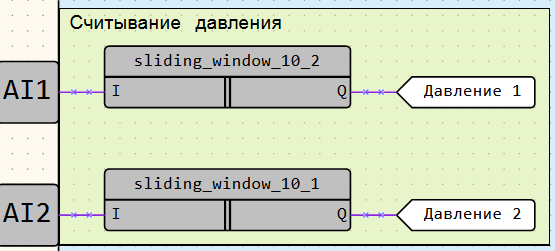 Считывание давления
sliding_window_10_2
AI1 I Q Давление 1
sliding_window_10_1
AI2 I Q Давление 2